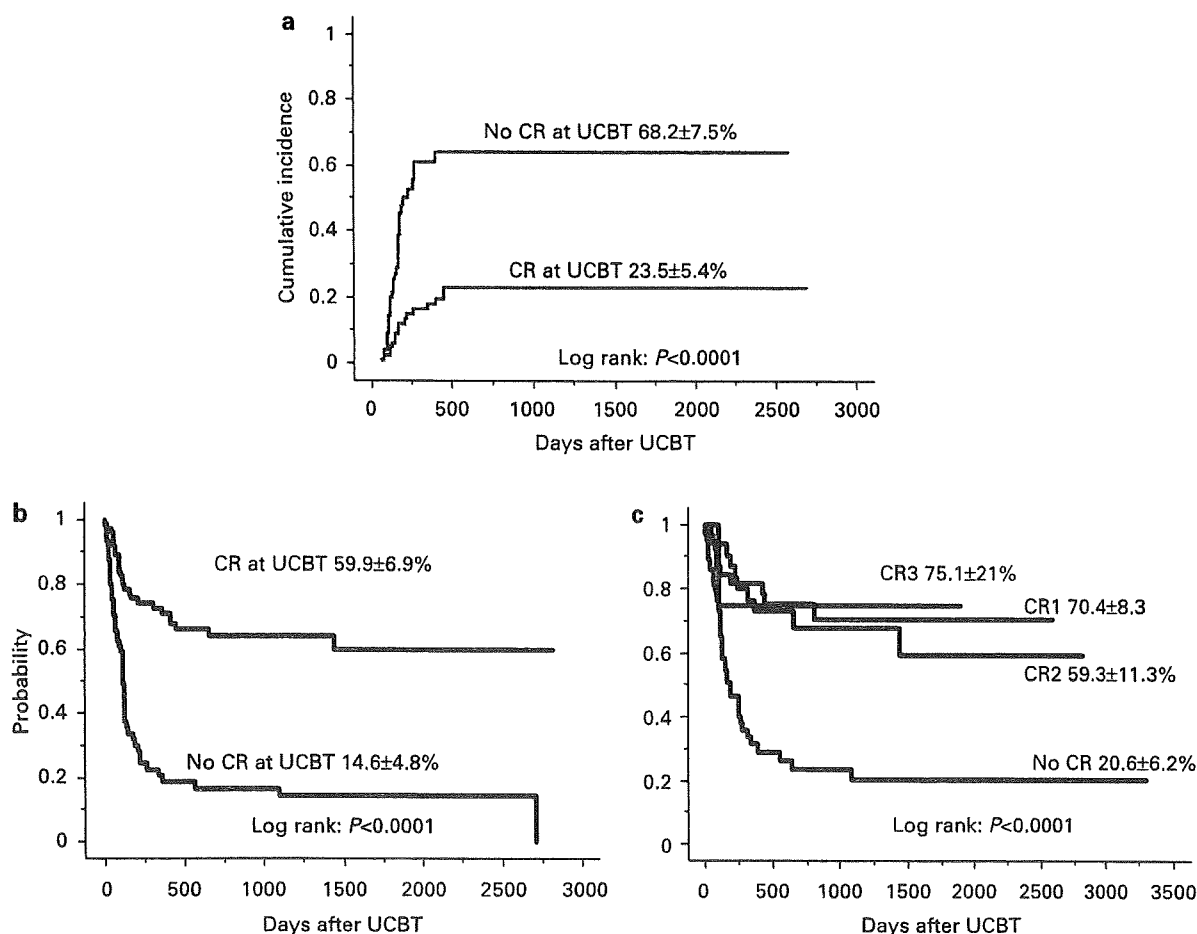 a
1
0.8
0.6
0.4
0.2
0
Cumulative incidence
No CR at UCBT 68.2±7.5%
CR at UCBT 23.5±5.4%
Log rank: P<0.0001
0 500 1000 1500 2000 2500 3000
Days after UCBT
b
1
0.8
0.6
0.4
0.2
0
Probability
CR at UCBT 59.9±6.9%
No CR at UCBT 14.6±4.8%
Log rank: P<0.0001
0 500 1000 1500 2000 2500 3000
Days after UCBT
c
1
0.8
0.6
0.4
0.2
0
CR3 75.1±21%
CR1 70.4±8.3
CR2 59.3±11.3%
No CR 20.6±6.2%
Log rank: P<0.0001
0 500 1000 1500 2000 2500 3000 3500
Days after UCBT